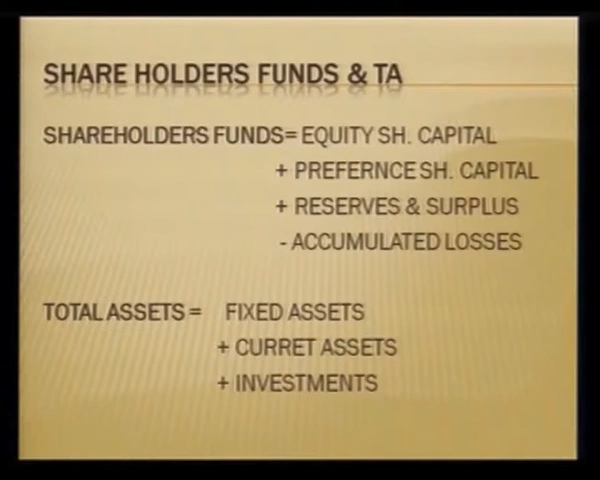 SHARE HOLDERS FUNDS & TA
SHAREHOLDERS FUNDS= EQUITY SH. CAPITAL
+ PREFERNCE SH. CAPITAL
+ RESERVES & SURPLUS
- ACCUMULATED LOSSES
TOTAL ASSETS = FIXED ASSETS
+ CURRET ASSETS
+ INVESTMENTS